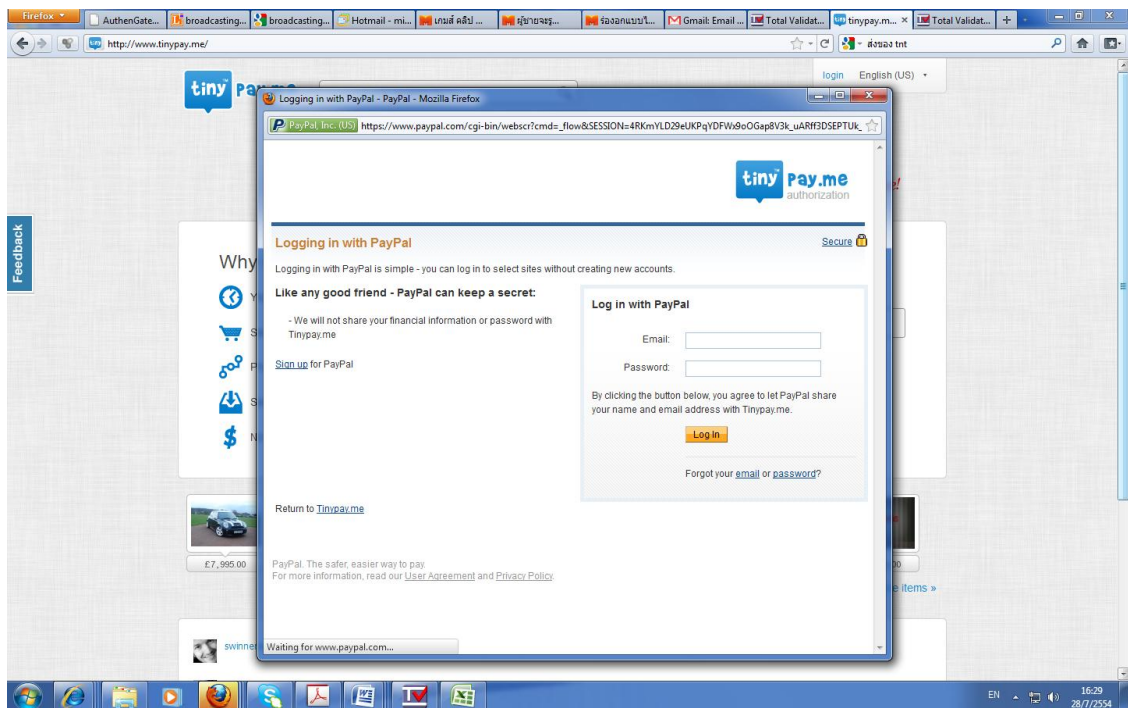 Firefox
AuthenGate...
broadcasting...
broadcasting...
Hotmail - mi...
เกมส์ คลิป ...
ผู้ชายจะรู...
Gmail: Email ...
Total Validat...
tinypay.m...
Total Validat...
http://www.tinypay.me/
ส่งของ tnt
login English (US)
tiny
Logging in with PayPal - PayPal - Mozilla Firefox
PayPal, Inc. (US) https://www.paypal.com/cgi-bin/webscr?cmd=_flow&SESSION=4RKmYLD29eUKPqYDFWx9oOGap8V3k_uARff3DSEPTUk_
tiny Pay.me
authorization
Feedback
Why
Logging in with PayPal
Secure
Logging in with PayPal is simple - you can log in to select sites without creating new accounts.
Like any good friend - PayPal can keep a secret:
- We will not share your financial information or password with
Tinypay.me
Sign up for PayPal
Log in with PayPal
Email:
Password:
By clicking the button below, you agree to let PayPal share
your name and email address with Tinypay.me.
Log In
Forgot your email or password?
Return to Tinypay.me
£7,995.00
PayPal. The safer, easier way to pay.
For more information, read our User Agreement and Privacy Policy.
e items »
swinne
Waiting for www.paypal.com...
EN
16:29
28/7/2554